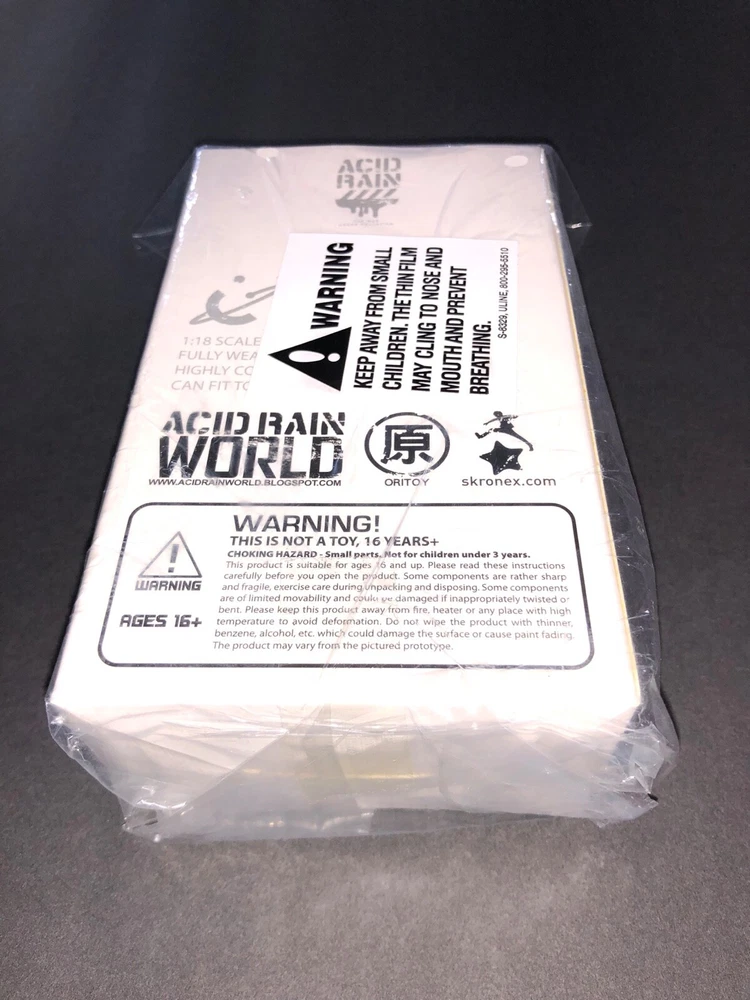 ACID
RAIN
1:18 SCALE
FULLY WEA
HIGHLY CO
CAN FIT TO
WARNING
KEEP AWAY FROM SMALL
CHILDREN. THE THIN FILM
MAY CLING TO NOSE AND
MOUTH AND PREVENT
BREATHING.
S-8329, ULINE, 800-295-5510
ACID RAIN
WORLD
WWW.ACIDRAINWORLD.BLOGSPOT.COM
原
ORITOY
skronex.com
WARNING!
THIS IS NOT A TOY, 16 YEARS+
CHOKING HAZARD - Small parts. Not for children under 3 years.
This product is suitable for ages 16 and up. Please read these instructions
carefully before you open the product. Some components are rather sharp
and fragile, exercise care during unpacking and disposing. Some components
are of limited movability and could be damaged if inappropriately twisted or
bent. Please keep this product away from fire, heater or any place with high
temperature to avoid deformation. Do not wipe the product with thinner,
benzene, alcohol, etc. which could damage the surface or cause paint fading.
The product may vary from the pictured prototype.
WARNING
AGES 16+